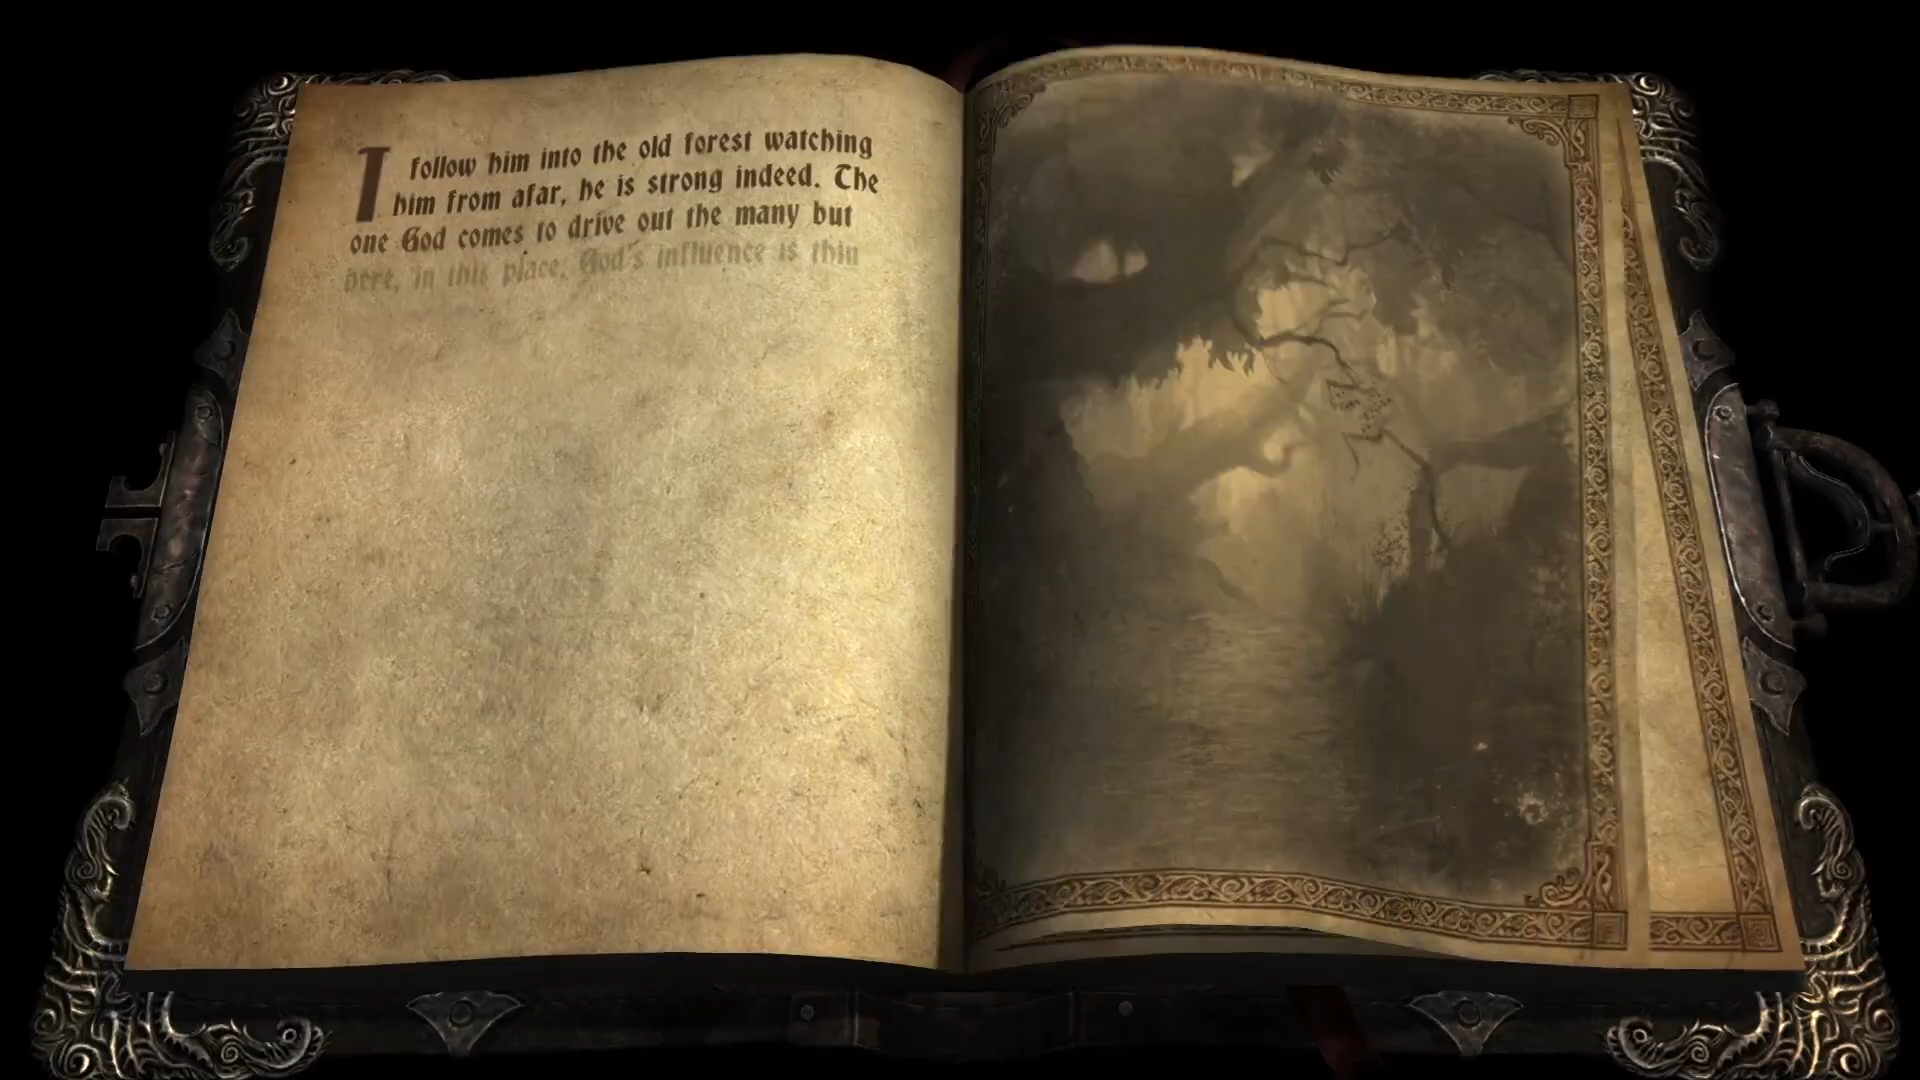 I follow him into the old forest watching
him from afar, he is strong indeed. The
one God comes to drive out the many but
here, in this place, God's influence is thin